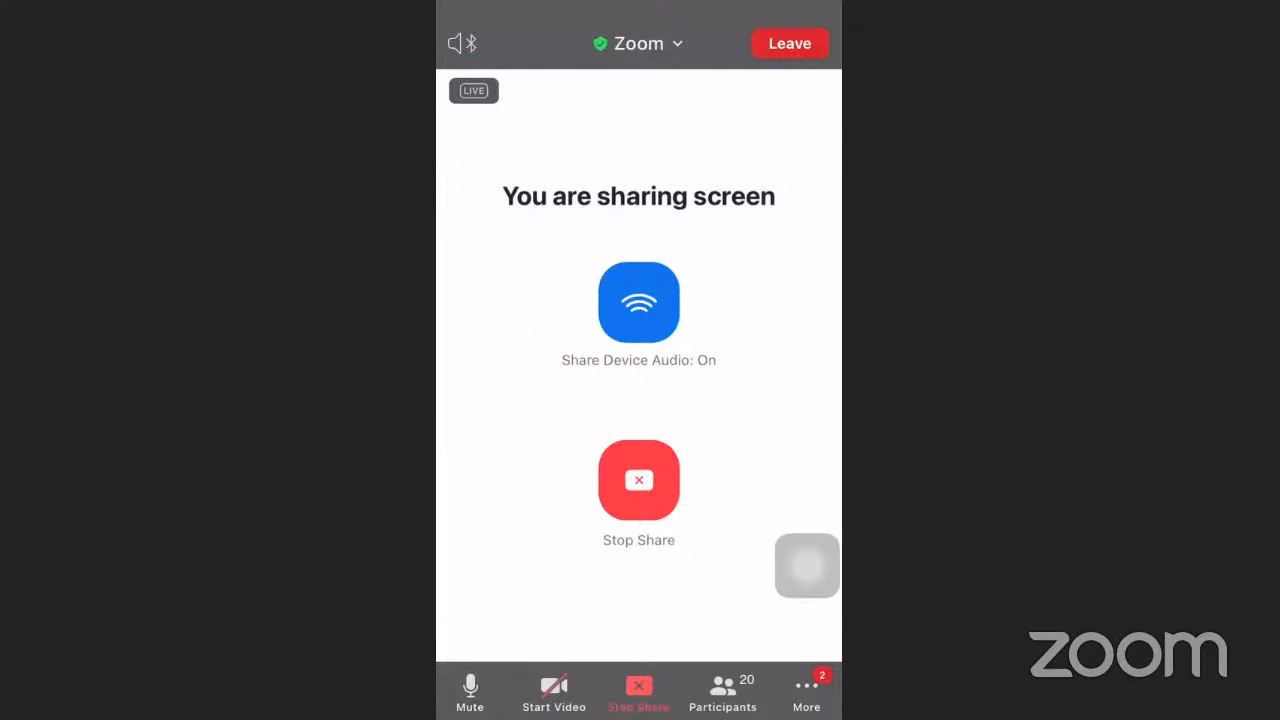 Zoom
Leave
LIVE
You are sharing screen
Share Device Audio: On
Stop Share
20
2
Mute
Start Video
Stop Share
Participants
More
zoom